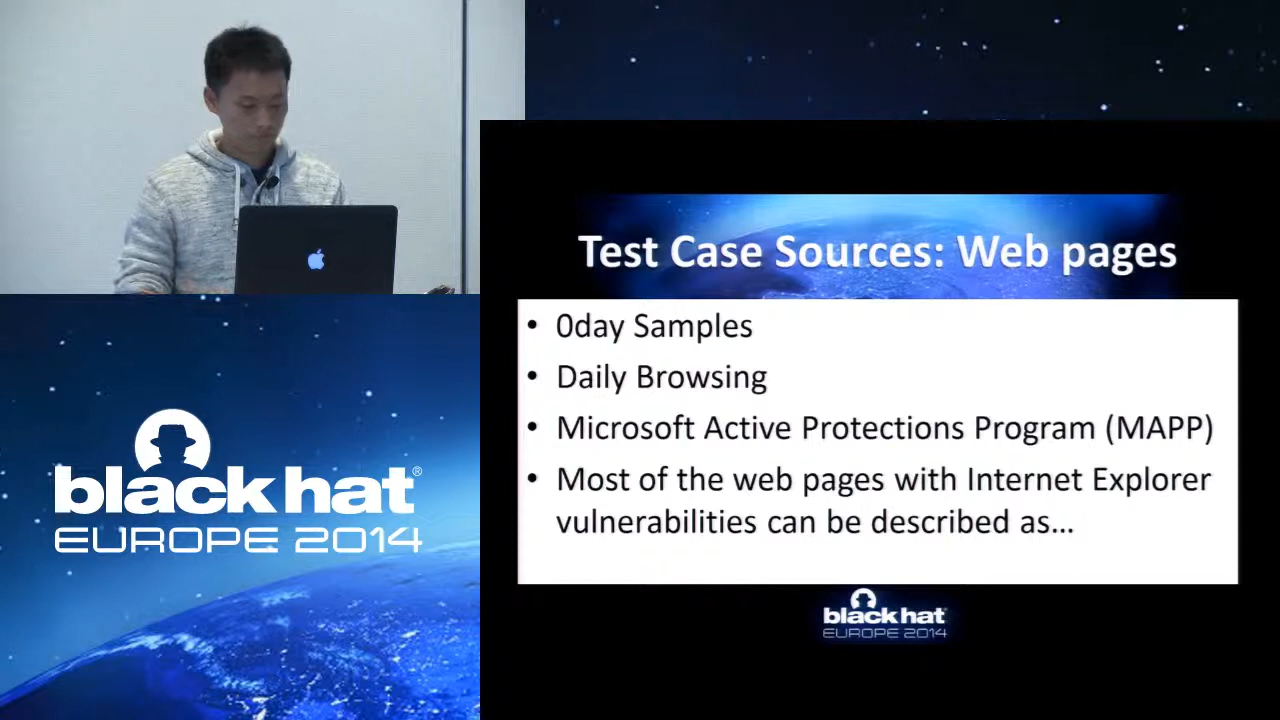 Test Case Sources: Web pages
• 0day Samples
• Daily Browsing
• Microsoft Active Protections Program (MAPP)
• Most of the web pages with Internet Explorer
vulnerabilities can be described as...
black hat®
EUROPE 2014
black hat
EUROPE 2014